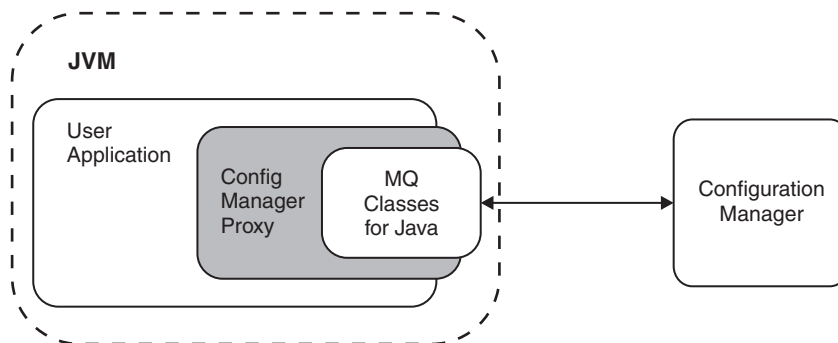 JVM
User
Application
Config
Manager
Proxy
MQ
Classes
for Java
Configuration
Manager